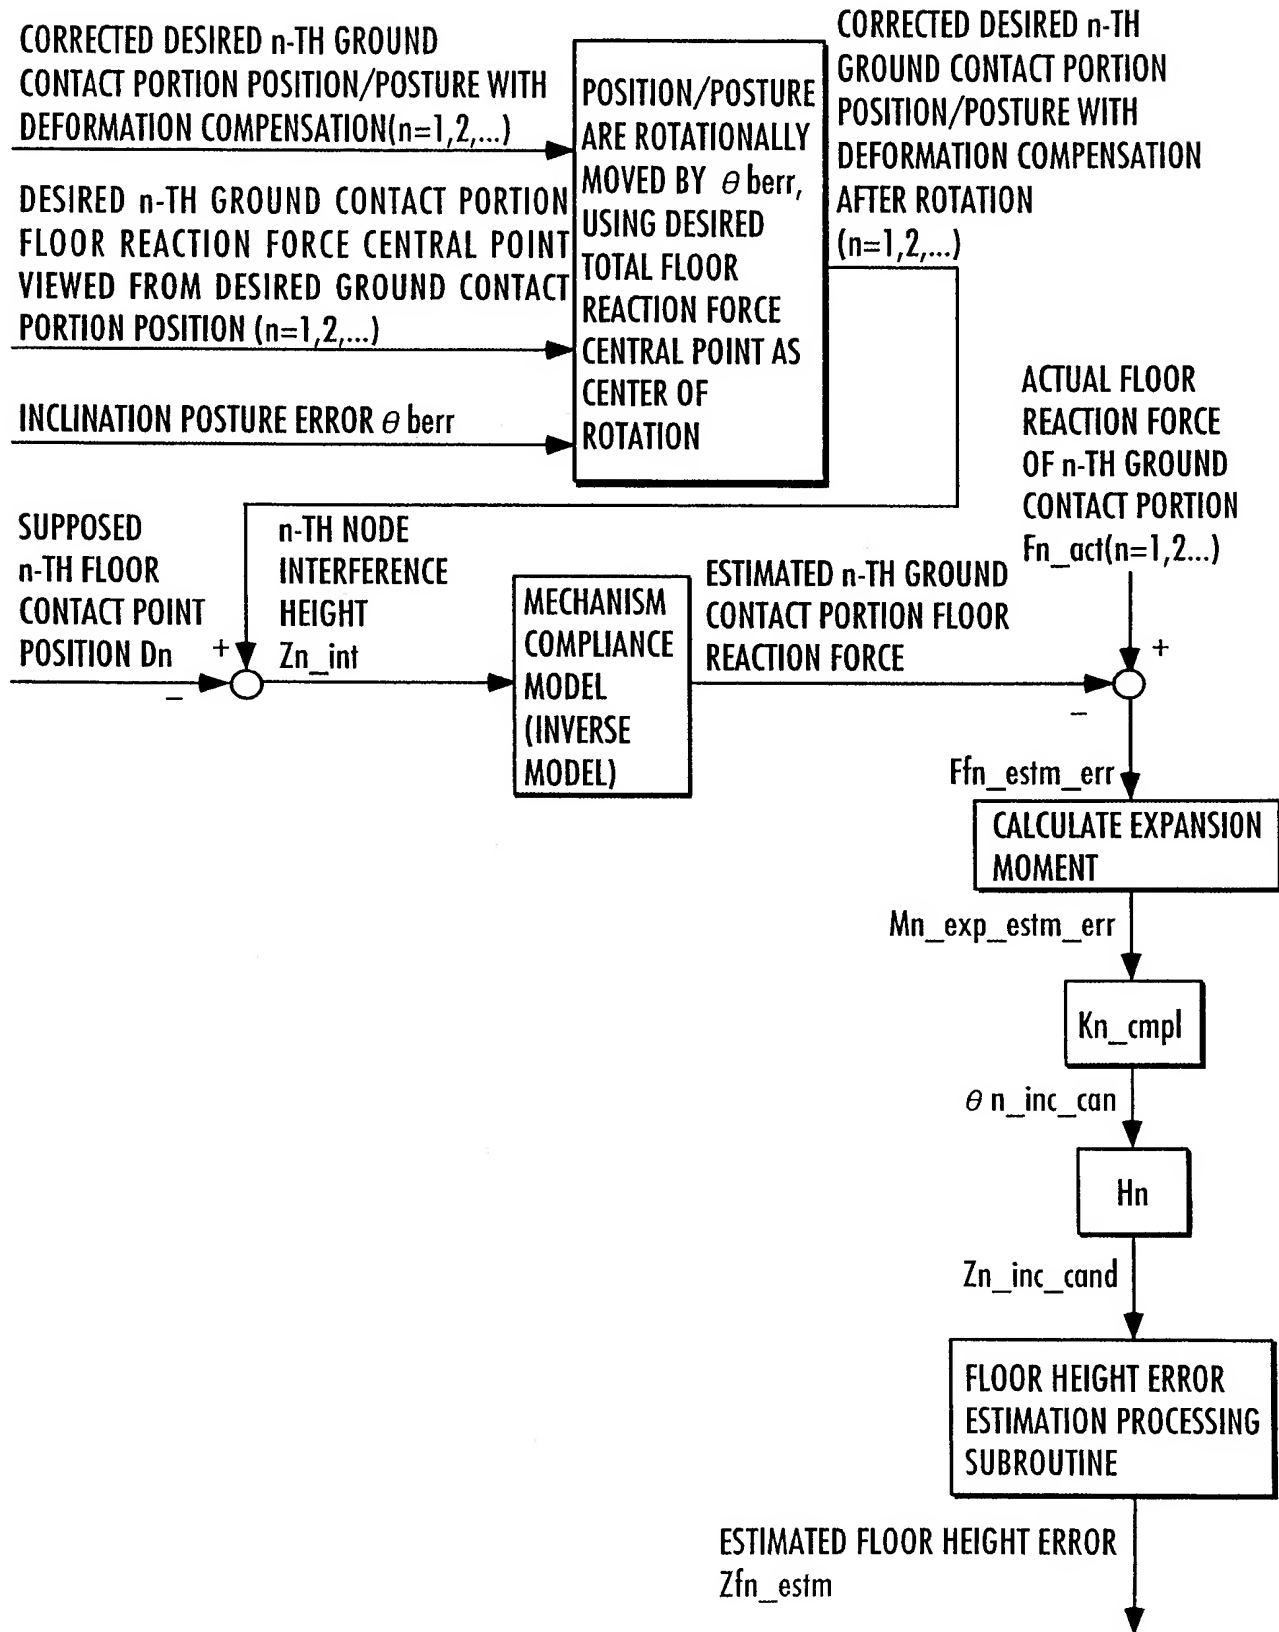 CORRECTED DESIRED n-TH GROUND
CONTACT PORTION POSITION/POSTURE WITH
DEFORMATION COMPENSATION(n=1,2,...)
DESIRED n-TH GROUND CONTACT PORTION
FLOOR REACTION FORCE CENTRAL POINT
VIEWED FROM DESIRED GROUND CONTACT
PORTION POSITION (n=1,2,...)
INCLINATION POSTURE ERROR θ berr
POSITION/POSTURE
ARE ROTATIONALLY
MOVED BY θ berr,
USING DESIRED
TOTAL FLOOR
REACTION FORCE
CENTRAL POINT AS
CENTER OF
ROTATION
CORRECTED DESIRED n-TH
GROUND CONTACT PORTION
POSITION/POSTURE WITH
DEFORMATION COMPENSATION
AFTER ROTATION
(n=1,2,...)
SUPPOSED
n-TH FLOOR
CONTACT POINT
POSITION Dn
+
−
n-TH NODE
INTERFERENCE
HEIGHT
Zn_int
MECHANISM
COMPLIANCE
MODEL
(INVERSE
MODEL)
ESTIMATED n-TH GROUND
CONTACT PORTION FLOOR
REACTION FORCE
ACTUAL FLOOR
REACTION FORCE
OF n-TH GROUND
CONTACT PORTION
Fn_act(n=1,2...)
+
−
Ffn_estm_err
CALCULATE EXPANSION
MOMENT
Mn_exp_estm_err
Kn_cmpl
θ n_inc_can
Hn
Zn_inc_cand
FLOOR HEIGHT ERROR
ESTIMATION PROCESSING
SUBROUTINE
ESTIMATED FLOOR HEIGHT ERROR
Zfn_estm